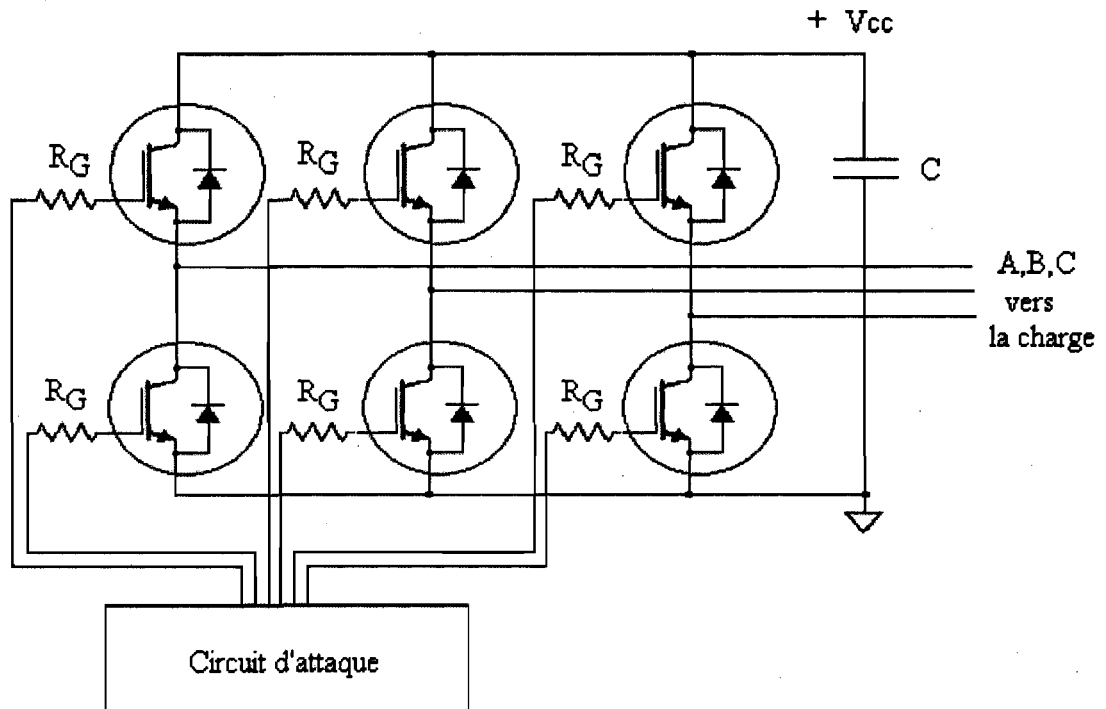 + Vcc
RG RG RG
C
A,B,C
vers
la charge
RG RG RG
Circuit d'attaque